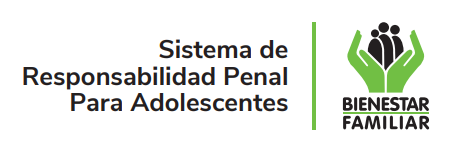 Sistema de
Responsabilidad Penal
Para Adolescentes
BIENESTAR
FAMILIAR